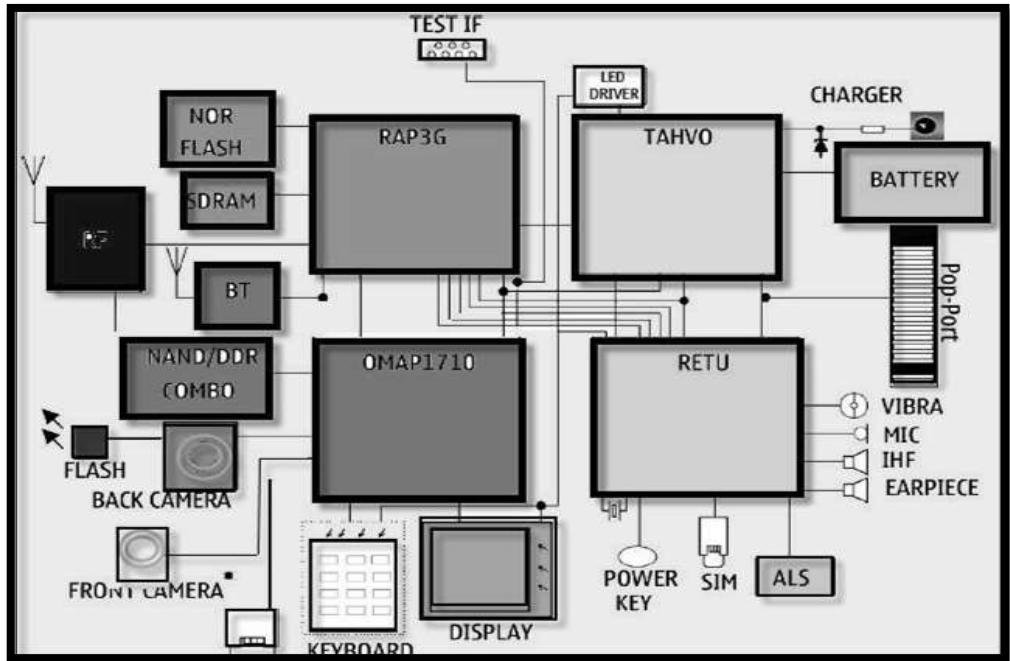 TEST IF
LED
DRIVER
CHARGER
NOR
FLASH
RAP3G
TAHVO
BATTERY
SDRAM
RF
BT
Pop-Port
NAND/DDR
COMBO
OMAP1710
RETU
VIBRA
MIC
IHF
EARPIECE
FLASH
BACK CAMERA
FRONT CAMERA
POWER
KEY
SIM
ALS
DISPLAY
KEYBOARD